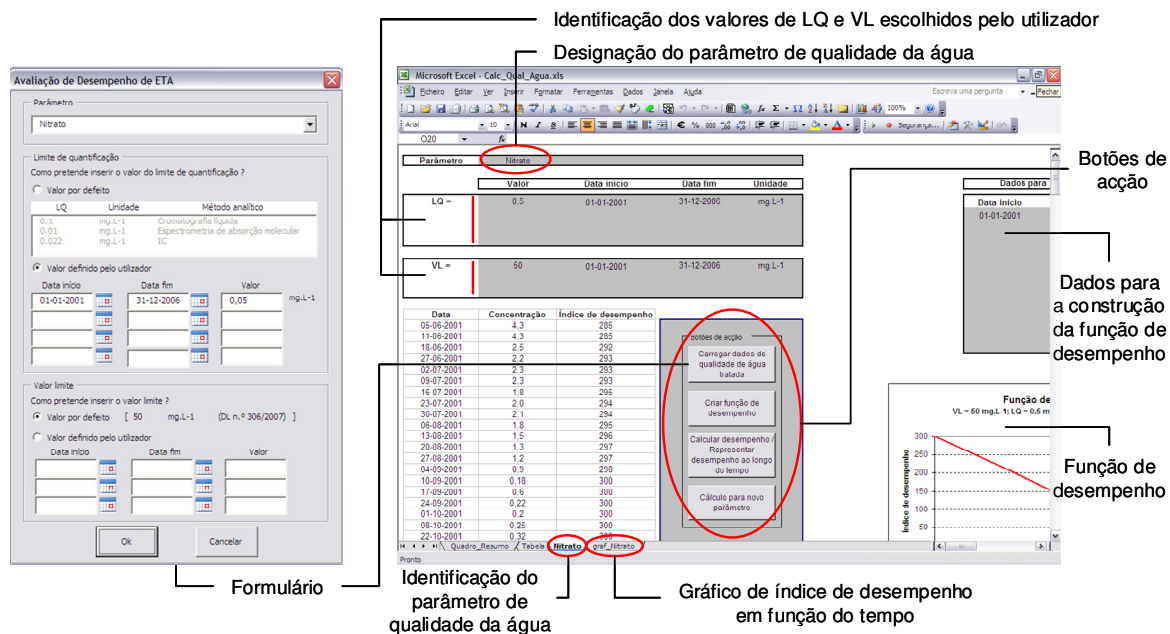 Identificação dos valores de LQ e VL escolhidos pelo utilizador
Designação do parâmetro de qualidade da água
Avaliação de Desempenho de ETA
Parâmetro
Nitrato
Limite de quantificação
Como pretende inserir o valor do limite de quantificação ?
Valor por defeito
LQ Unidade Método analítico
0.1 mg.L-1 Cromatografia líquida
0.01 mg.L-1 Espectrometria de absorção molecular
0.022 mg.L-1 IC
Valor definido pelo utilizador
Data início Data fim Valor
01-01-2001 31-12-2006 0,05 mg.L-1
Valor limite
Como pretende inserir o valor limite ?
Valor por defeito [ 50 mg.L-1 (DL n.º 306/2007) ]
Valor definido pelo utilizador
Data início Data fim Valor
Ok Cancelar
Formulário
Microsoft Excel - Calc_Qual_Agua.xls
Ficheiro Editar Ver Inserir Formatar Ferramentas Dados Janela Ajuda Escreva uma pergunta Fechar
100%
Arial 10 N I S € % 000 Segurança...
O20 fx
Parâmetro Nitrato
Valor Data início Data fim Unidade
LQ = 0,5 01-01-2001 31-12-2006 mg.L-1
VL = 50 01-01-2001 31-12-2006 mg.L-1
Data Concentração Índice de desempenho
05-06-2001 4,3 285
11-06-2001 4,3 285
18-06-2001 2,5 292
27-06-2001 2,2 293
02-07-2001 2,3 293
09-07-2001 2,3 293
16-07-2001 1,8 295
23-07-2001 2,0 294
30-07-2001 2,1 294
06-08-2001 1,8 295
13-08-2001 1,5 296
20-08-2001 1,3 297
27-08-2001 1,2 297
04-09-2001 0,9 298
10-09-2001 0,18 300
17-09-2001 0,6 300
24-09-2001 0,22 300
01-10-2001 0,2 300
08-10-2001 0,25 300
22-10-2001 0,32 300
Botões de acção
Carregar dados de
qualidade de água
tratada
Criar função de
desempenho
Calcular desempenho /
Representar
desempenho ao longo
do tempo
Cálculo para novo
parâmetro
Dados para
Data Início
01-01-2001
Função de
VL = 50 mg.L-1; LQ = 0,5 m
Índice de desempenho
300
250
200
150
100
50
Quadro_Resumo Tabela Nitrato graf_Nitrato
Pronto
Botões de
acção
Dados para
a construção
da função de
desempenho
Função de
desempenho
Identificação do
parâmetro de
qualidade da água
Gráfico de índice de desempenho
em função do tempo